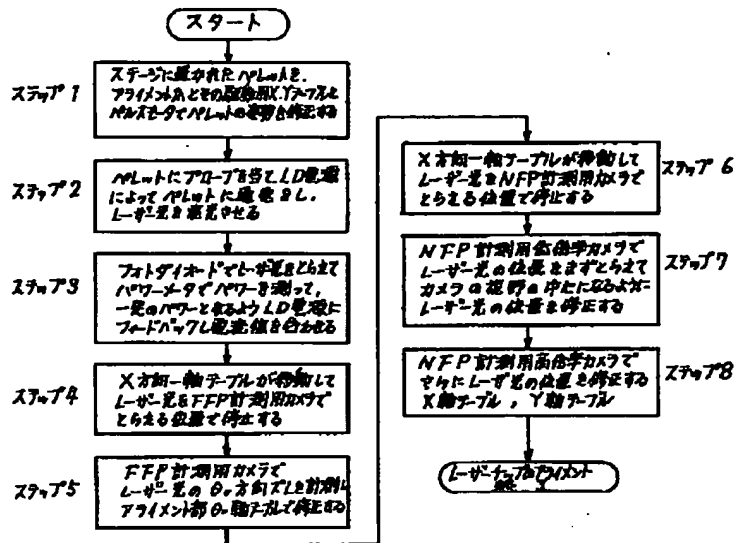 スタート
ステップ1
ステージに置かれたペレットを、
アライメント爪とその駆動用X.Yテーブルと
パルスモータでペレットの姿勢を修正する
ステップ2
ペレットにプローブを当てLD電源
によってペレットに通電をし、
レーザー光を発光させる
ステップ3
フォトダイオードでレーザ光をとらえて
パワーメータでパワーを測って、
一定のパワーとなるようLD電源に
フィードバックし電流値を合わせる
ステップ4
X方向一軸テーブルが移動して
レーザー光をFFP計測用カメラで
とらえる位置で停止する
ステップ5
FFP計測用カメラで
レーザー光の方向ズレを計測し
アライメント部 軸テーブルで修正する
ステップ6
X方向一軸テーブルが移動して
レーザー光をNFP計測用カメラで
とらえる位置で停止する
ステップ7
NFP計測用低倍率カメラで
レーザー光の位置をまずとらえて
カメラの視野の中心になるように
レーザー光の位置を修正する
ステップ8
NFP計測用高倍率カメラで
さらにレーザ光の位置を修正する
X軸テーブル,Y軸テーブル
レーザーチップのアライメント